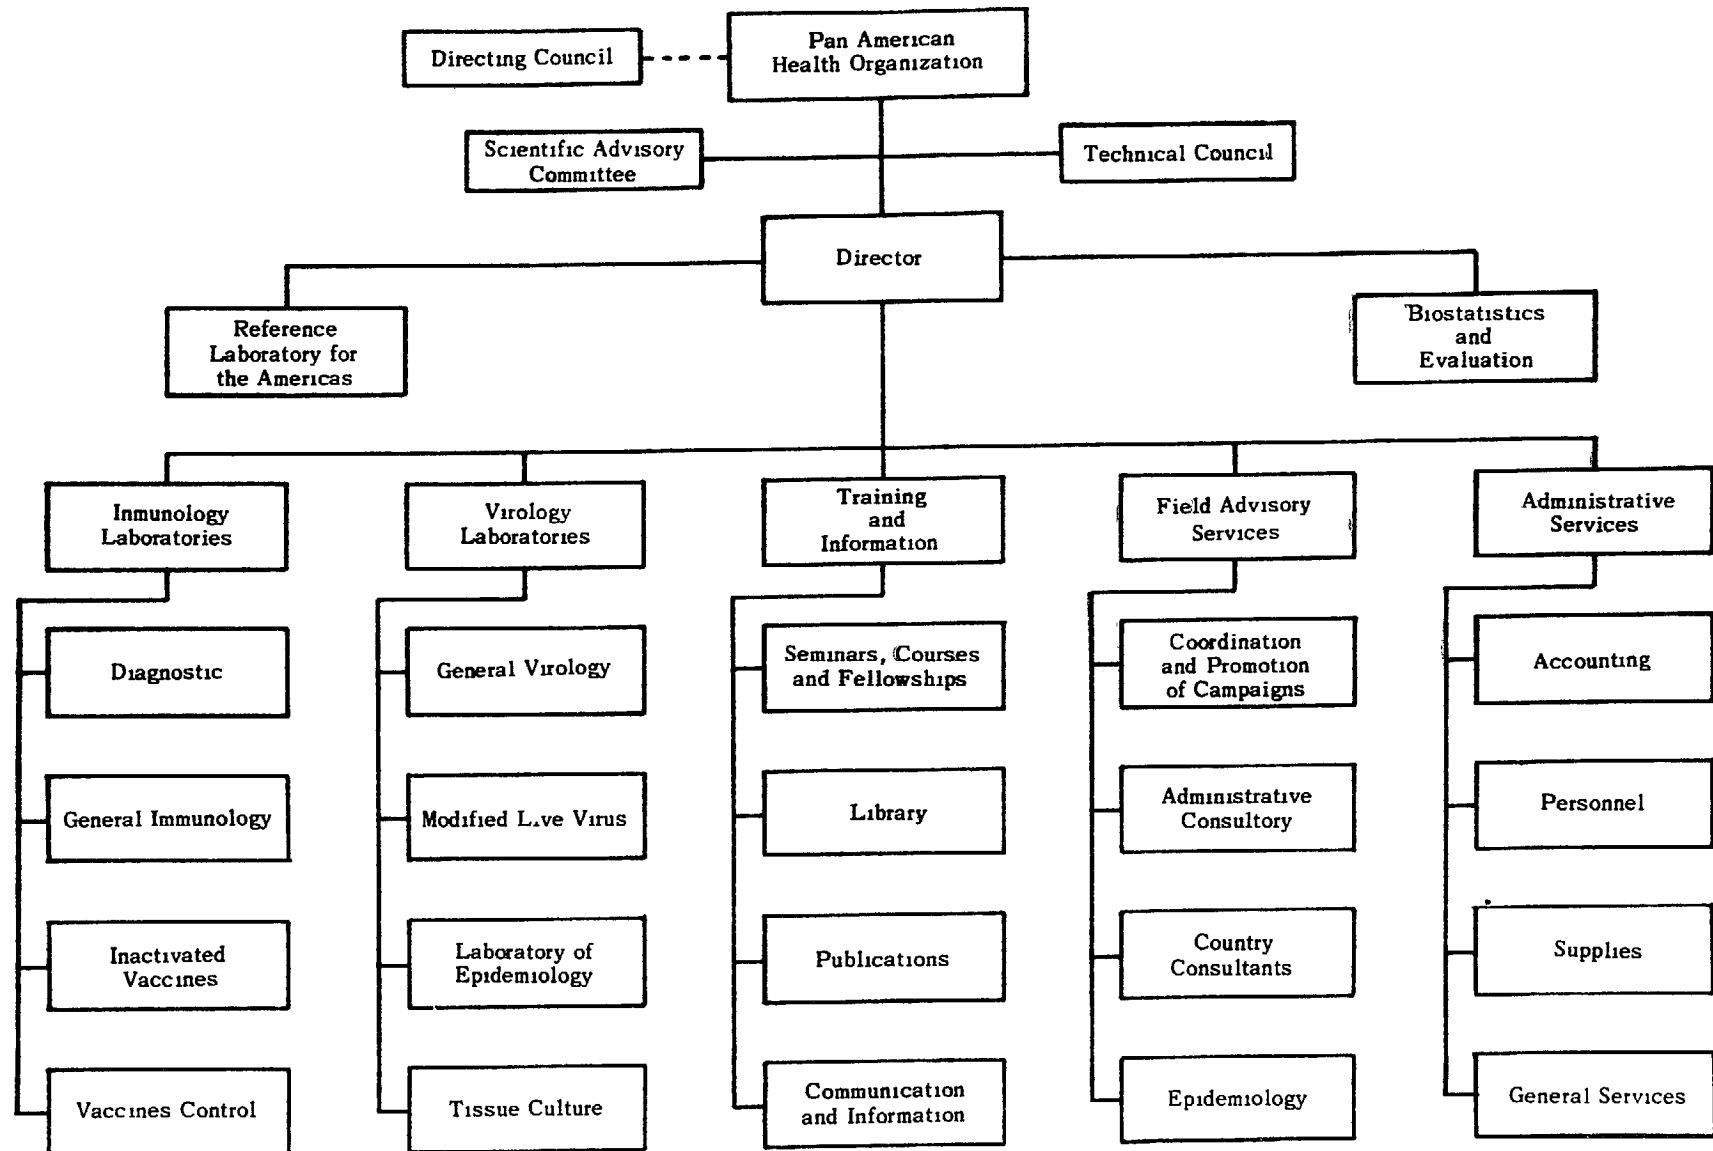 Directing Council
Pan American
Health Organization
Scientific Advisory
Committee
Technical Council
Director
Reference
Laboratory for
the Americas
Biostatistics
and
Evaluation
Inmunology
Laboratories
Virology
Laboratories
Training
and
Information
Field Advisory
Services
Administrative
Services
Diagnostic
General Virology
Seminars, Courses
and Fellowships
Coordination
and Promotion
of Campaigns
Accounting
General Immunology
Modified Live Virus
Library
Administrative
Consultory
Personnel
Inactivated
Vaccines
Laboratory of
Epidemiology
Publications
Country
Consultants
Supplies
Vaccines Control
Tissue Culture
Communication
and Information
Epidemiology
General Services